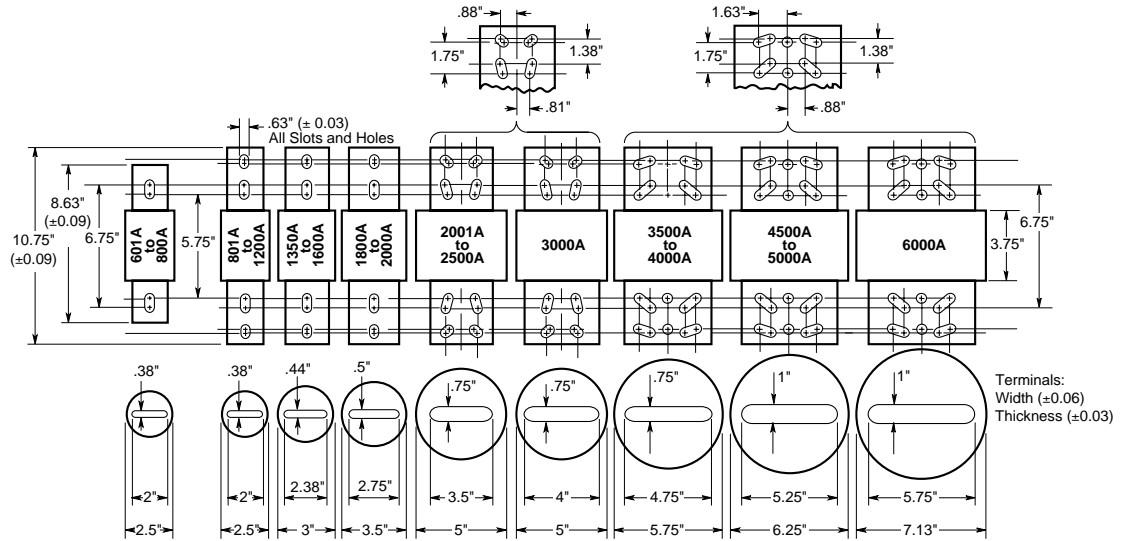 .88"
1.75"
1.38"
.81"
1.63"
1.75"
1.38"
.88"
.63" (± 0.03)
All Slots and Holes
10.75"
(±0.09)
8.63"
(±0.09)
6.75"
5.75"
601A
to
800A
801A
to
1200A
1350A
to
1600A
1800A
to
2000A
2001A
to
2500A
3000A
3500A
to
4000A
4500A
to
5000A
6000A
3.75"
6.75"
.38"
.38"
.44"
.5"
.75"
.75"
.75"
1"
1"
Terminals:
Width (±0.06)
Thickness (±0.03)
2"
2"
2.38"
2.75"
3.5"
4"
4.75"
5.25"
5.75"
2.5"
2.5"
3"
3.5"
5"
5"
5.75"
6.25"
7.13"